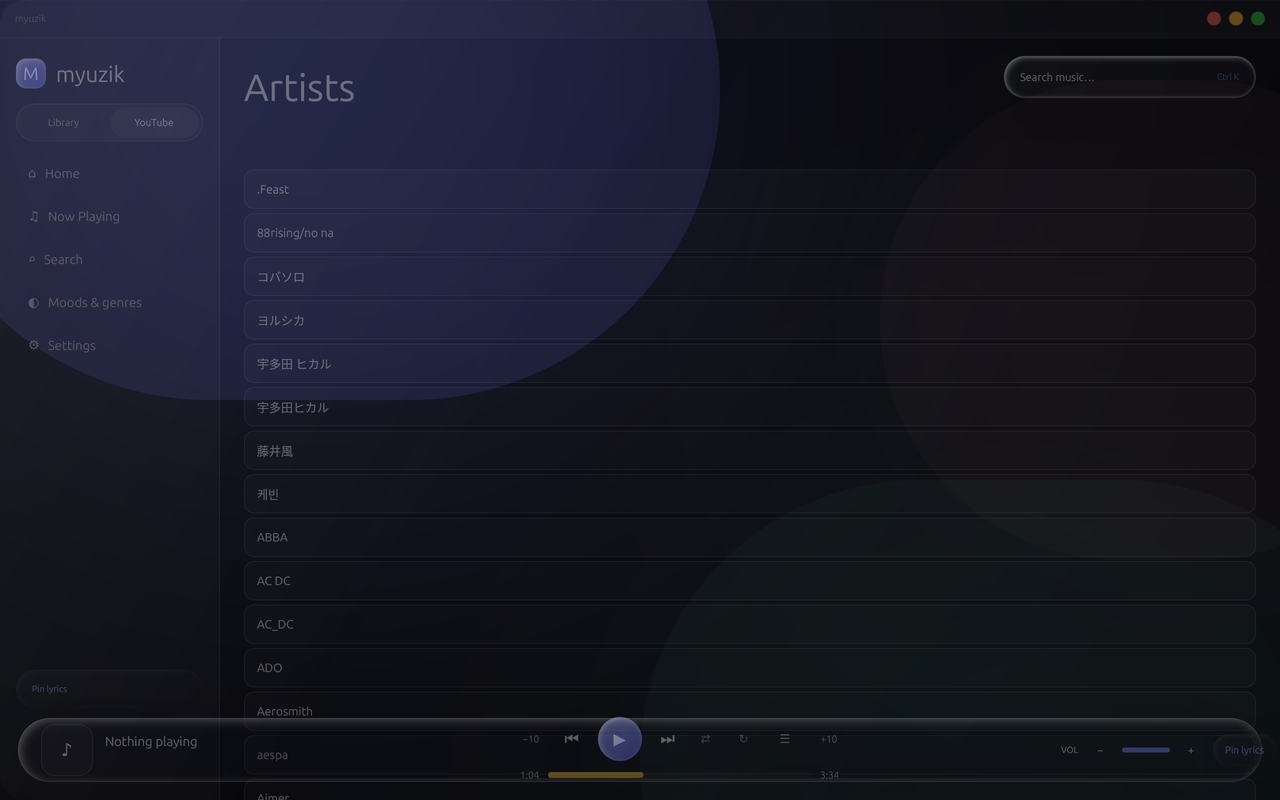 myuzik
M myuzik
Library YouTube
Home
Now Playing
Search
Moods & genres
Settings
Pin lyrics
Artists
Search music... Ctrl K
.Feast
88rising/no na
コバソロ
ヨルシカ
宇多田 ヒカル
宇多田ヒカル
藤井風
케빈
ABBA
AC DC
AC_DC
ADO
Aerosmith
aespa
Aimer
Nothing playing
−10 +10
1:04 3:34
VOL − +
Pin lyrics